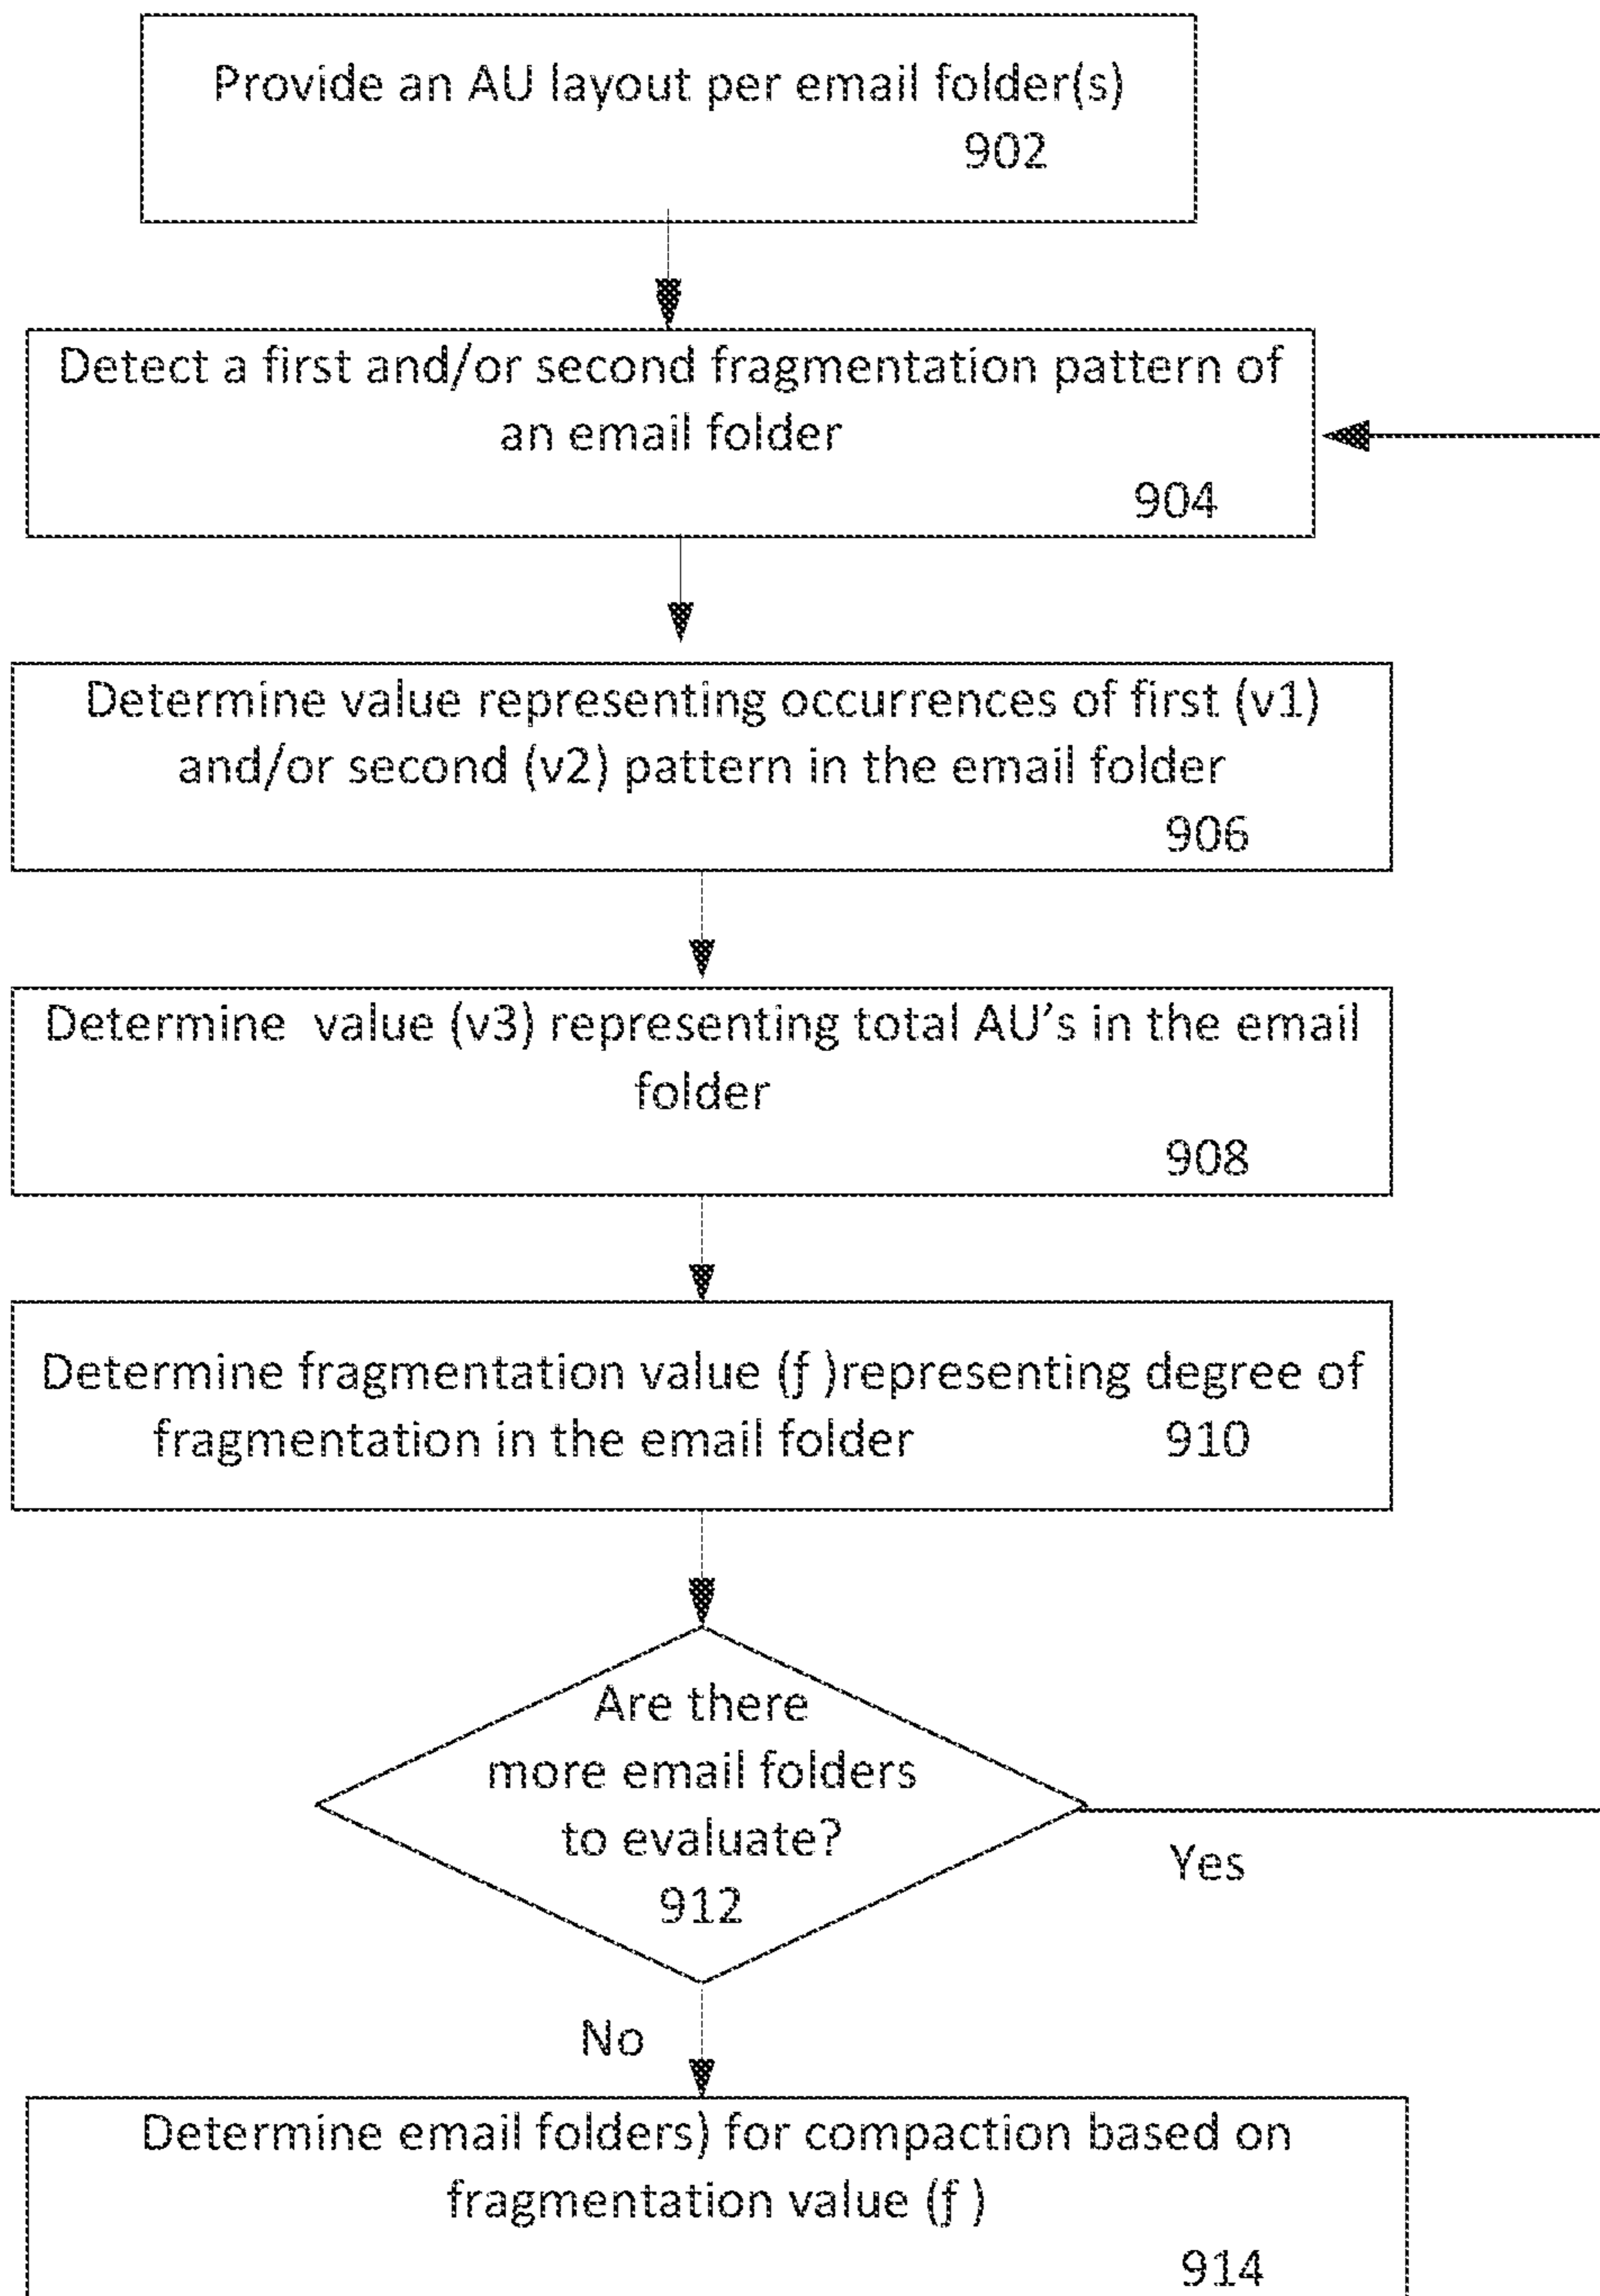 Provide an AU layout per email folder(s)
902
Detect a first and/or second fragmentation pattern of
an email folder
904
Determine value representing occurrences of first (v1)
and/or second (v2) pattern in the email folder
906
Determine  value (v3) representing total AU's in the email
folder
908
Determine fragmentation value (ƒ )representing degree of
fragmentation in the email folder 910
Are there
more email folders
to evaluate?
912
Yes
No
Determine email folders) for compaction based on
fragmentation value (ƒ )
914